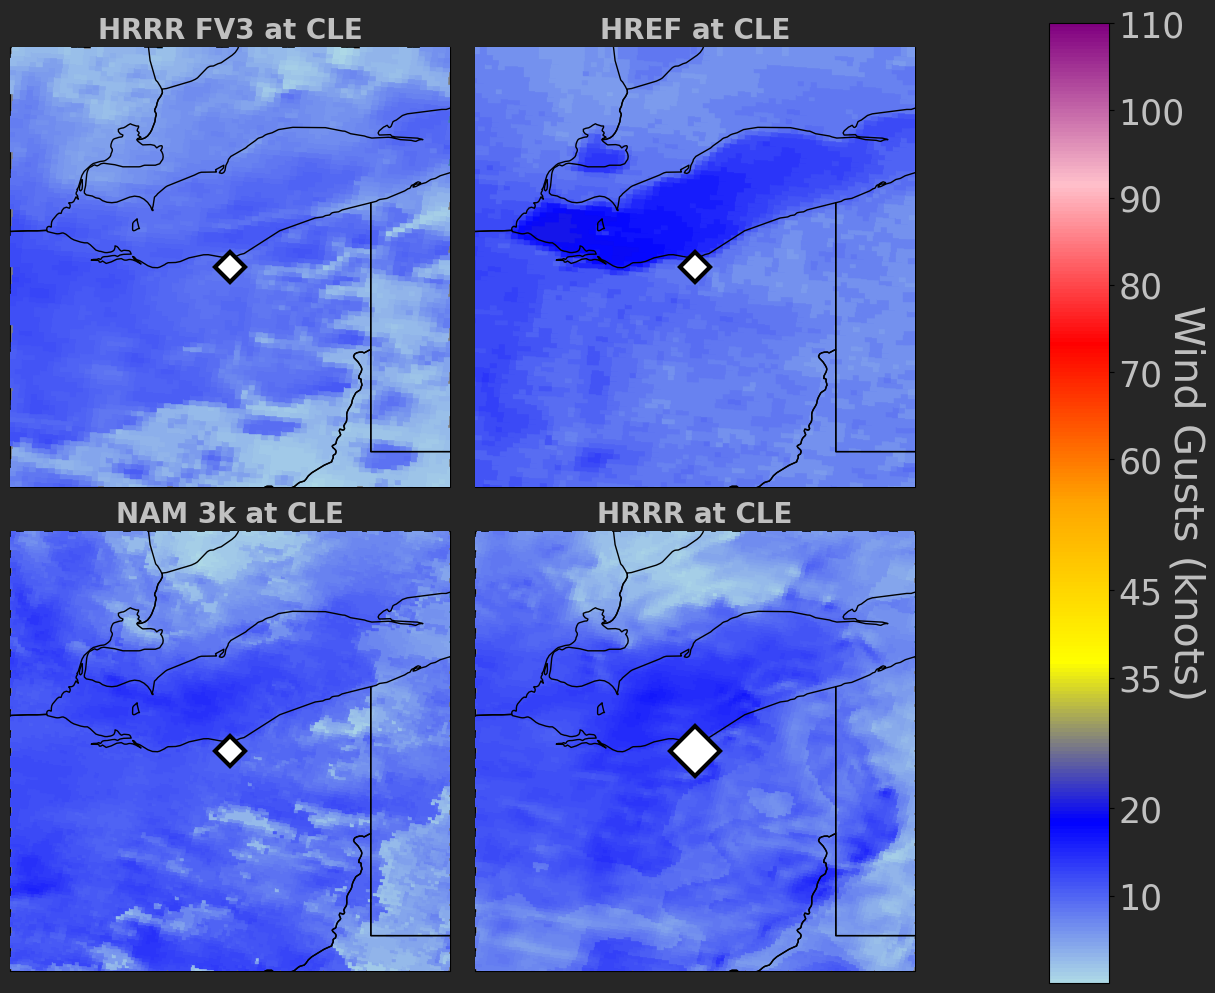 HRRR FV3 at CLE
HREF at CLE
NAM 3k at CLE
HRRR at CLE
110
100
90
80
70
60
45
35
20
10
Wind Gusts (knots)